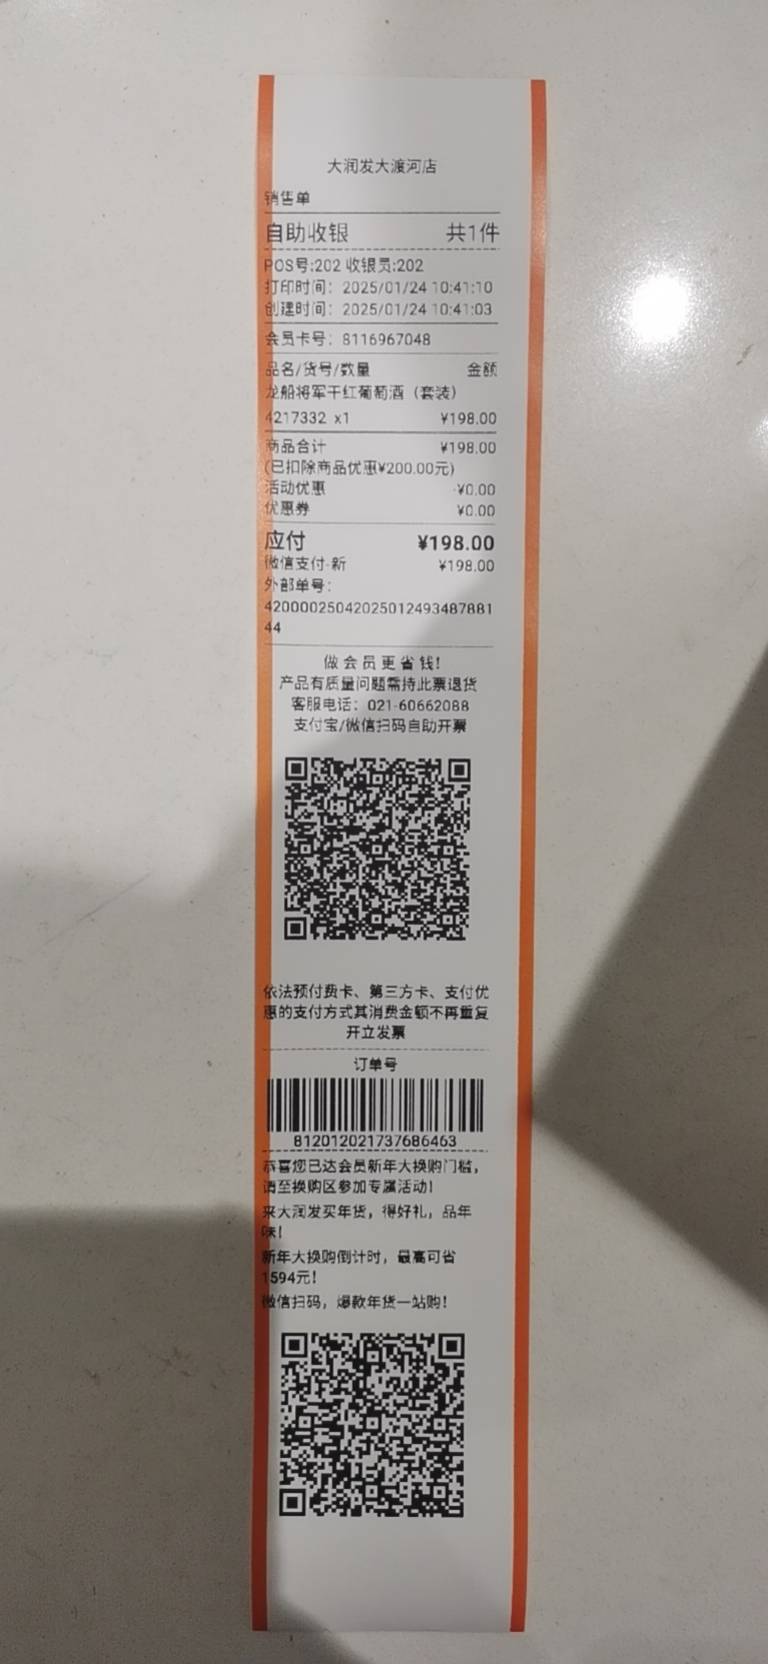 大润发大渡河店
销售单
自助收银 共1件
POS号:202 收银员:202
打印时间： 2025/01/24 10:41:10
创建时间： 2025/01/24 10:41:03
会员卡号： 8116967048
品名/货号/数量 金额
龙船将军干红葡萄酒（套装）
4217332 x1 ¥198.00
商品合计 ¥198.00
(已扣除商品优惠¥200.00元)
活动优惠 -¥0.00
优惠券 ¥0.00
应付 ¥198.00
微信支付-新 ¥198.00
外部单号：
42000025042025012493487881
44
做会员更省钱!
产品有质量问题需持此票退货
客服电话： 021-60662088
支付宝/微信扫码自助开票
依法预付费卡、第三方卡、支付优
惠的支付方式其消费金额不再重复
开立发票
订单号
812012021737686463
恭喜您已达会员新年大换购门槛，
请至换购区参加专属活动!
来大润发买年货，得好礼，品年
味!
新年大换购倒计时，最高可省
1594元!
微信扫码，爆款年货一站购!